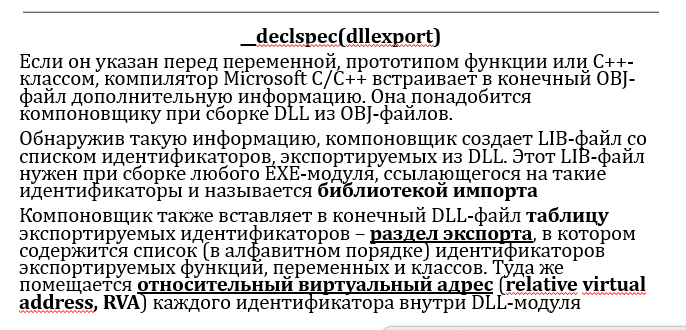 __declspec(dllexport)
Если он указан перед переменной, прототипом функции или C++-
классом, компилятор Microsoft C/C++ встраивает в конечный OBJ-
файл дополнительную информацию. Она понадобится
компоновщику при сборке DLL из OBJ-файлов.
Обнаружив такую информацию, компоновщик создает LIB-файл со
списком идентификаторов, экспортируемых из DLL. Этот LIB-файл
нужен при сборке любого EXE-модуля, ссылающегося на такие
идентификаторы и называется библиотекой импорта
Компоновщик также вставляет в конечный DLL-файл таблицу
экспортируемых идентификаторов – раздел экспорта, в котором
содержится список (в алфавитном порядке) идентификаторов
экспортируемых функций, переменных и классов. Туда же
помещается относительный виртуальный адрес (relative virtual
address, RVA) каждого идентификатора внутри DLL-модуля